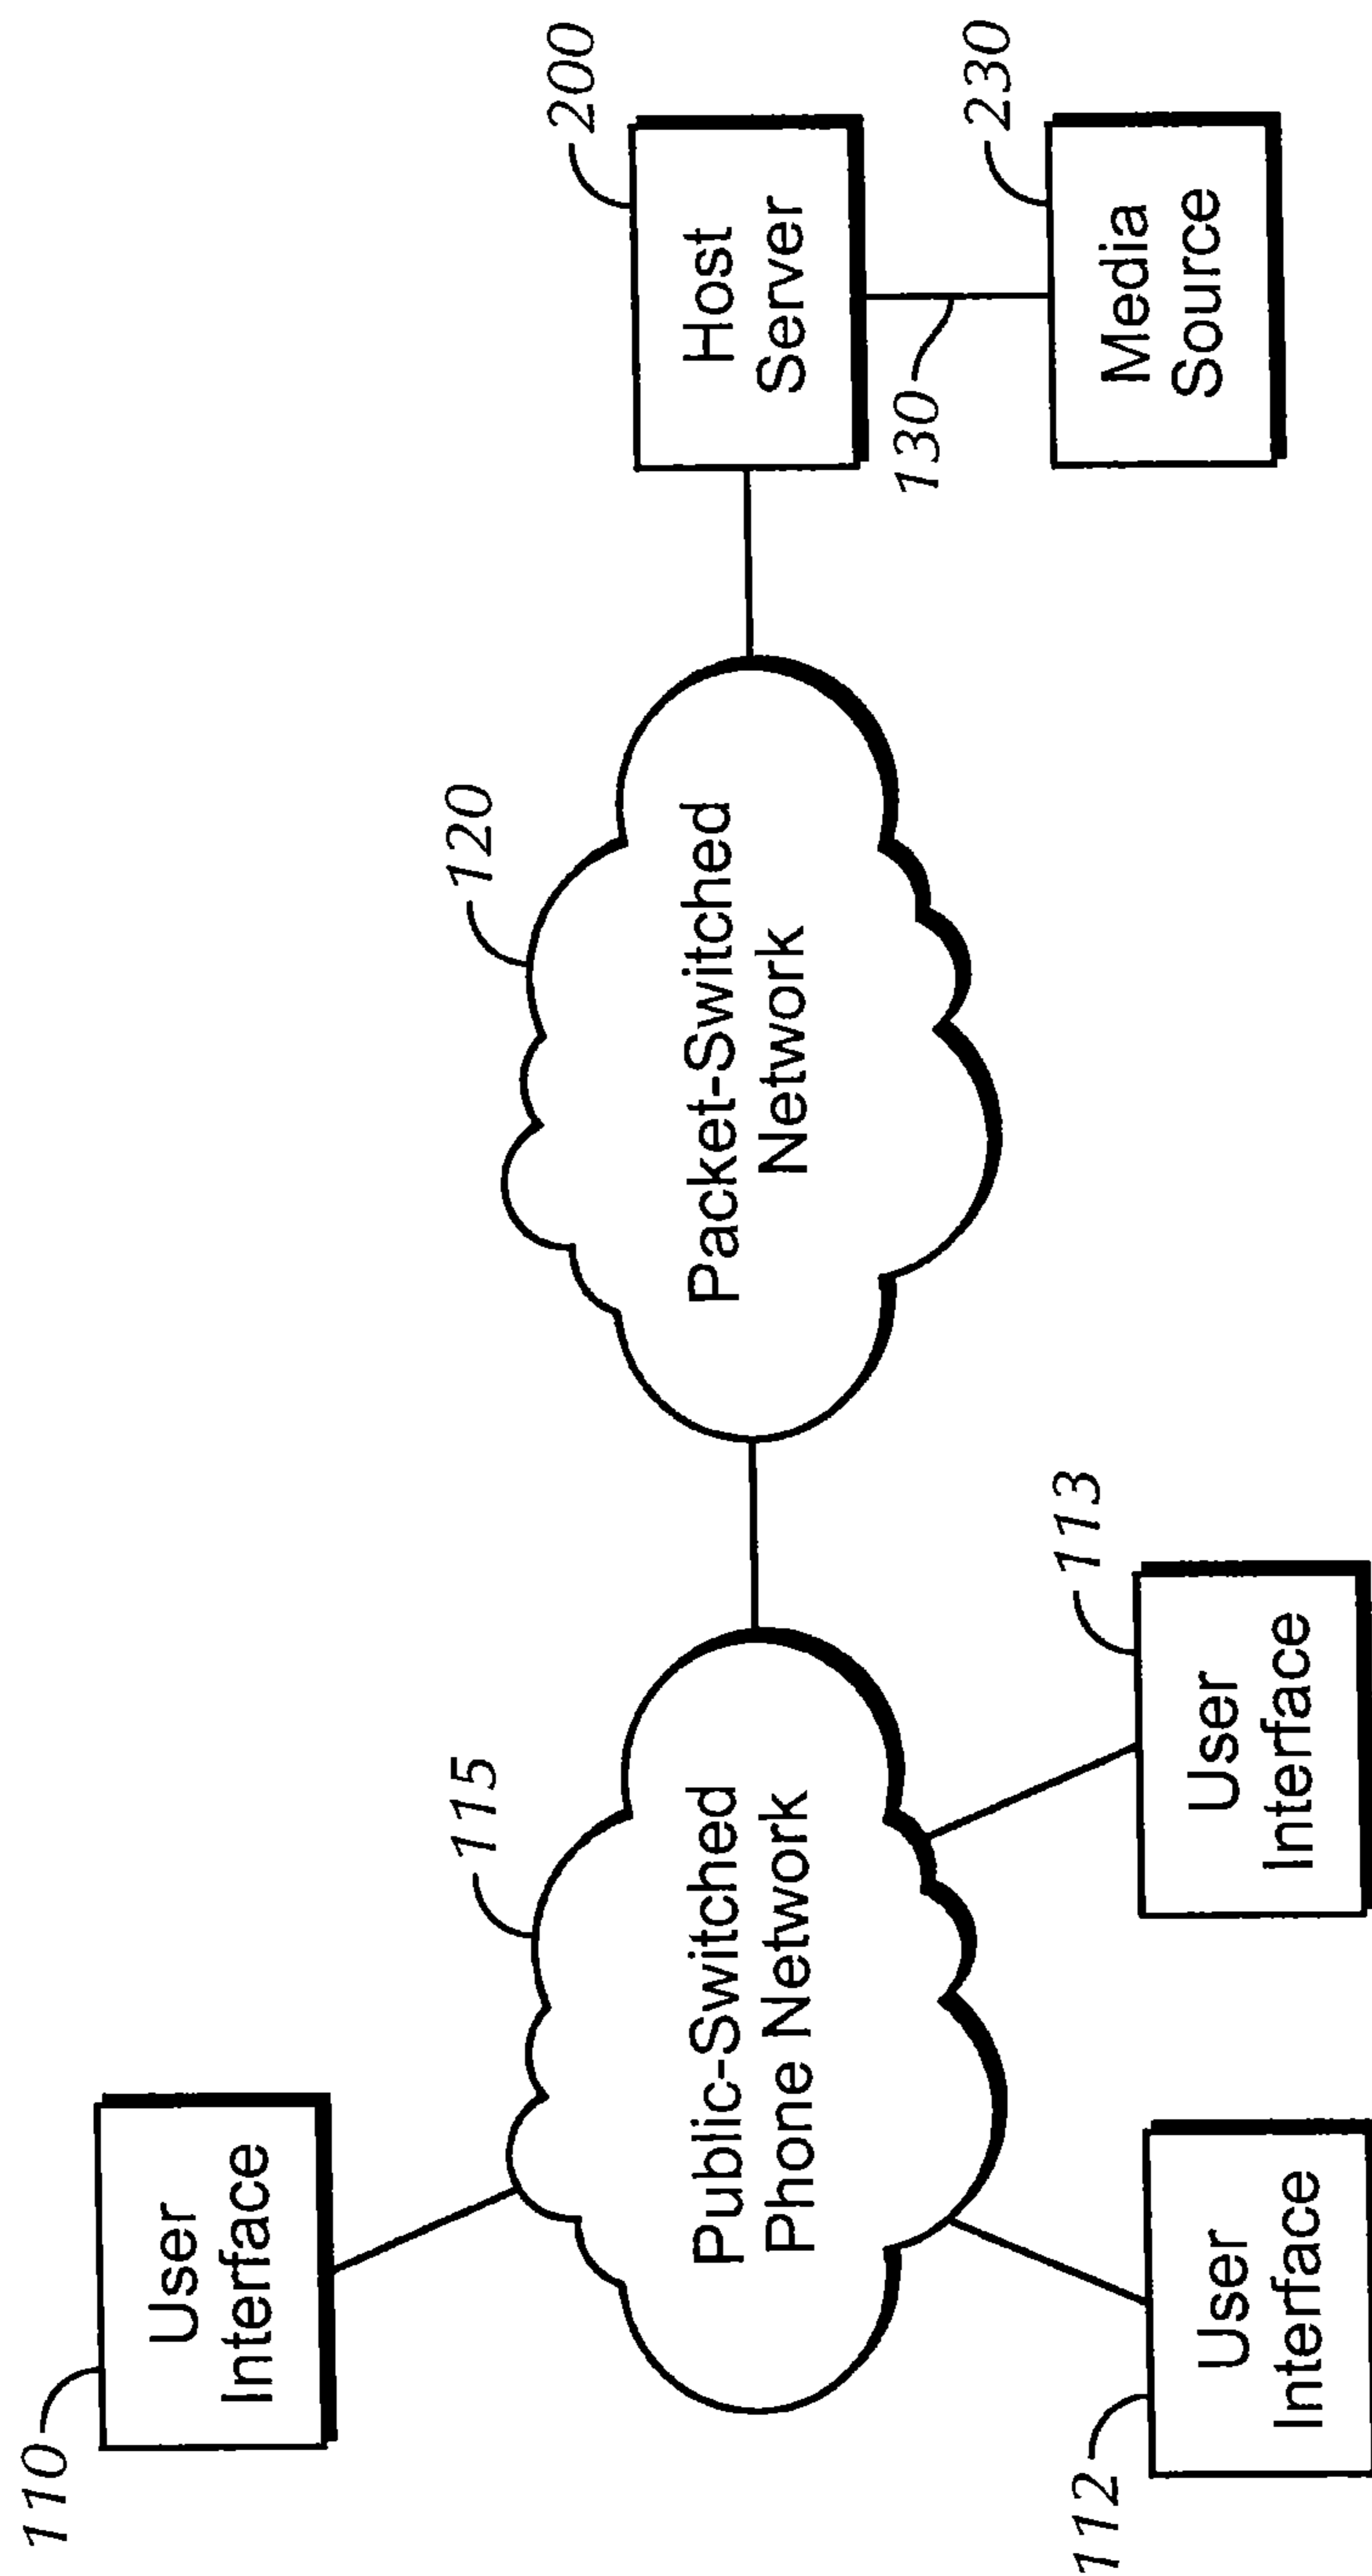 110
User
Interface
115
Public-Switched
Phone Network
112
User
Interface
113
User
Interface
120
Packet-Switched
Network
200
Host
Server
130
230
Media
Source